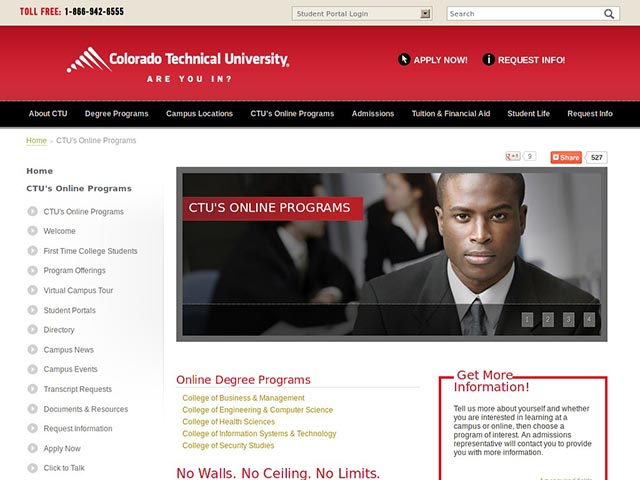 TOLL FREE: 1-866-942-6555
Student Portal Login
Search
Colorado Technical University
ARE YOU IN?
APPLY NOW!
REQUEST INFO!
About CTU Degree Programs Campus Locations CTU's Online Programs Admissions Tuition & Financial Aid Student Life Request Info
Home » CTU's Online Programs
+1 9
Share 527
Home
CTU's Online Programs
CTU's Online Programs
Welcome
First Time College Students
Program Offerings
Virtual Campus Tour
Student Portals
Directory
Campus News
Campus Events
Transcript Requests
Documents & Resources
Request Information
Apply Now
Click to Talk
CTU'S ONLINE PROGRAMS
1 2 3 4
Online Degree Programs
College of Business & Management
College of Engineering & Computer Science
College of Health Sciences
College of Information Systems & Technology
College of Security Studies
No Walls. No Ceiling. No Limits.
Get More
Information!
Tell us more about yourself and whether
you are interested in learning at a
campus or online, then choose a
program of interest. An admissions
representative will contact you to provide
you with more information.